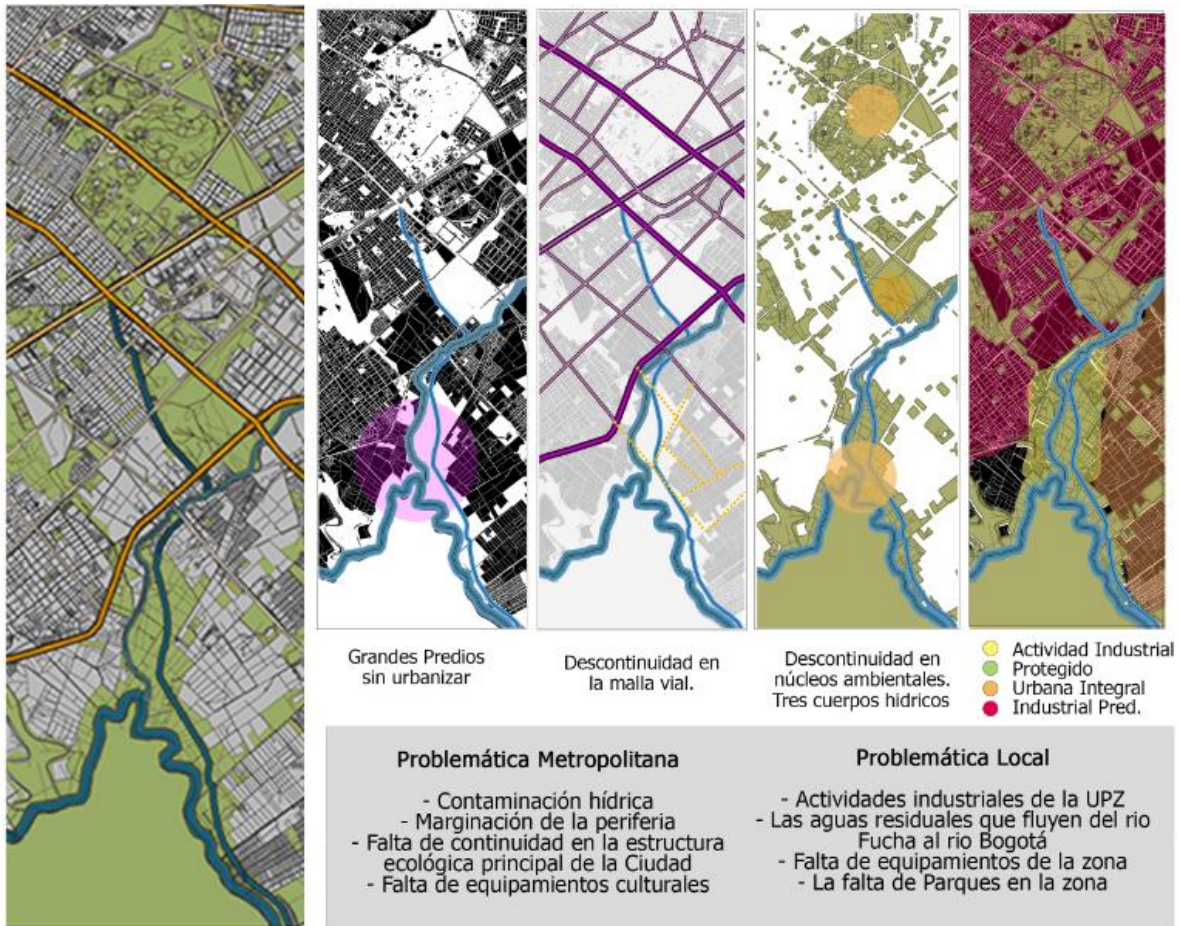 Grandes Predios
sin urbanizar
Descontinuidad en
la malla vial.
Descontinuidad en
núcleos ambientales.
Tres cuerpos hidricos
Actividad Industrial
Protegido
Urbana Integral
Industrial Pred.
Problemática Metropolitana
- Contaminación hídrica
- Marginación de la periferia
- Falta de continuidad en la estructura
ecológica principal de la Ciudad
- Falta de equipamientos culturales
Problemática Local
- Actividades industriales de la UPZ
- Las aguas residuales que fluyen del rio
Fucha al rio Bogotá
- Falta de equipamientos de la zona
- La falta de Parques en la zona